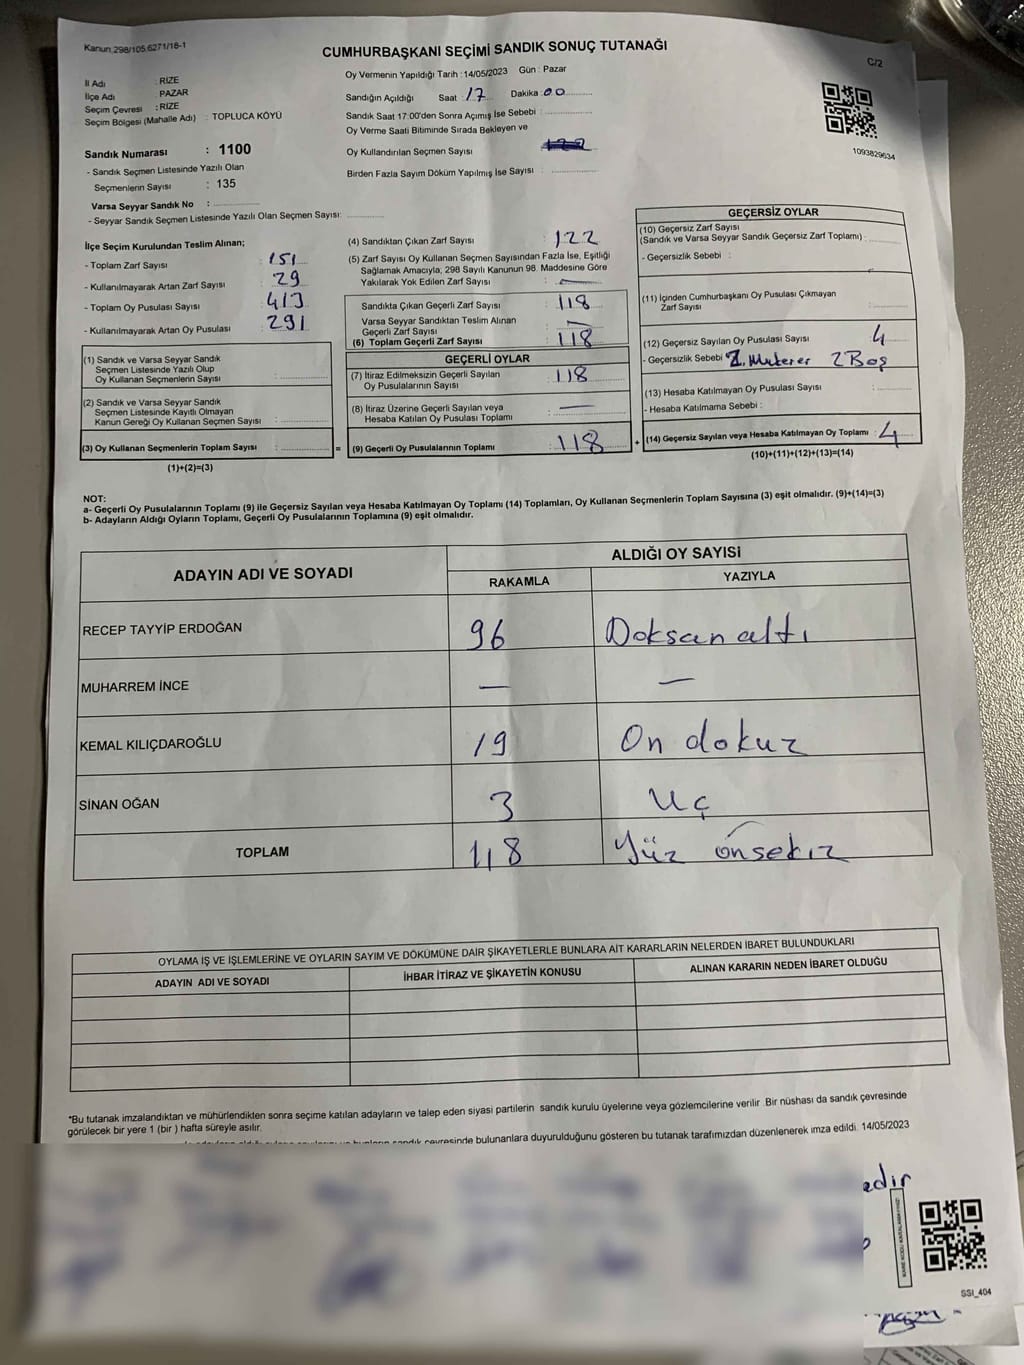 Kanun 298/105.6271/18-1
CUMHURBAŞKANI SEÇİMİ SANDIK SONUÇ TUTANAĞI
C/2
İl Adı : RİZE
İlçe Adı : PAZAR
Seçim Çevresi : RİZE
Seçim Bölgesi (Mahalle Adı) : TOPLUCA KÖYÜ
Oy Vermenin Yapıldığı Tarih : 14/05/2023 Gün : Pazar
Sandığın Açıldığı Saat : 17 Dakika : 00
Sandık Saat 17:00'den Sonra Açımış İse Sebebi :
Oy Verme Saati Bitiminde Sırada Bekleyen ve
Oy Kullandırılan Seçmen Sayısı
Birden Fazla Sayım Döküm Yapılmış İse Sayısı :
1093829634
Sandık Numarası : 1100
- Sandık Seçmen Listesinde Yazılı Olan
Seçmenlerin Sayısı : 135
Varsa Seyyar Sandık No :
- Seyyar Sandık Seçmen Listesinde Yazılı Olan Seçmen Sayısı:
İlçe Seçim Kurulundan Teslim Alınan;
- Toplam Zarf Sayısı : 151
- Kullanılmayarak Artan Zarf Sayısı : 29
- Toplam Oy Pusulası Sayısı : 413
- Kullanılmayarak Artan Oy Pusulası : 291
(1) Sandık ve Varsa Seyyar Sandık
Seçmen Listesinde Yazılı Olup
Oy Kullanan Seçmenlerin Sayısı :
(2) Sandık ve Varsa Seyyar Sandık
Seçmen Listesinde Kayıtlı Olmayan
Kanun Gereği Oy Kullanan Seçmen Sayısı :
(3) Oy Kullanan Seçmenlerin Toplam Sayısı :
(1)+(2)=(3)
(4) Sandıktan Çıkan Zarf Sayısı : 122
(5) Zarf Sayısı Oy Kullanan Seçmen Sayısından Fazla İse, Eşitliği
Sağlamak Amacıyla; 298 Sayılı Kanunun 98. Maddesine Göre
Yakılarak Yok Edilen Zarf Sayısı : —
Sandıkta Çıkan Geçerli Zarf Sayısı : 118
Varsa Seyyar Sandıktan Teslim Alınan
Geçerli Zarf Sayısı : —
(6) Toplam Geçerli Zarf Sayısı : 118
GEÇERLİ OYLAR
(7) İtiraz Edilmeksizin Geçerli Sayılan
Oy Pusulalarının Sayısı : 118
(8) İtiraz Üzerine Geçerli Sayılan veya
Hesaba Katılan Oy Pusulası Toplamı : —
= (9) Geçerli Oy Pusulalarının Toplamı : 118 +
GEÇERSİZ OYLAR
(10) Geçersiz Zarf Sayısı
(Sandık ve Varsa Seyyar Sandık Geçersiz Zarf Toplamı) :
- Geçersizlik Sebebi :
(11) İçinden Cumhurbaşkanı Oy Pusulası Çıkmayan
Zarf Sayısı :
(12) Geçersiz Sayılan Oy Pusulası Sayısı : 4
- Geçersizlik Sebebi 2 Boş
(13) Hesaba Katılmayan Oy Pusulası Sayısı :
- Hesaba Katılmama Sebebi :
(14) Geçersiz Sayılan veya Hesaba Katılmayan Oy Toplamı : 4
(10)+(11)+(12)+(13)=(14)
NOT:
a- Geçerli Oy Pusulalarının Toplamı (9) ile Geçersiz Sayılan veya Hesaba Katılmayan Oy Toplamı (14) Toplamları, Oy Kullanan Seçmenlerin Toplam Sayısına (3) eşit olmalıdır. (9)+(14)=(3)
b- Adayların Aldığı Oyların Toplamı, Geçerli Oy Pusulalarının Toplamına (9) eşit olmalıdır.
ADAYIN ADI VE SOYADI ALDIĞI OY SAYISI
RAKAMLA YAZIYLA
RECEP TAYYİP ERDOĞAN 96 Doksan altı
MUHARREM İNCE — —
KEMAL KILIÇDAROĞLU 19 On dokuz
SİNAN OĞAN 3 Uç
TOPLAM 118 Yüz onsekiz
OYLAMA İŞ VE İŞLEMLERİNE VE OYLARIN SAYIM VE DÖKÜMÜNE DAİR ŞİKAYETLERLE BUNLARA AİT KARARLARIN NELERDEN İBARET BULUNDUKLARI
ADAYIN ADI VE SOYADI İHBAR İTİRAZ VE ŞİKAYETİN KONUSU ALINAN KARARIN NEDEN İBARET OLDUĞU
*Bu tutanak imzalandıktan ve mühürlendikten sonra seçime katılan adayların ve talep eden siyasi partilerin sandık kurulu üyelerine veya gözlemcilerine verilir. Bir nüshası da sandık çevresinde
görülecek bir yere 1 (bir ) hafta süreyle asılır.
sandık çevresinde bulunanlara duyurulduğunu gösteren bu tutanak tarafımızdan düzenlenerek imza edildi. 14/05/2023
edir
SSI_404